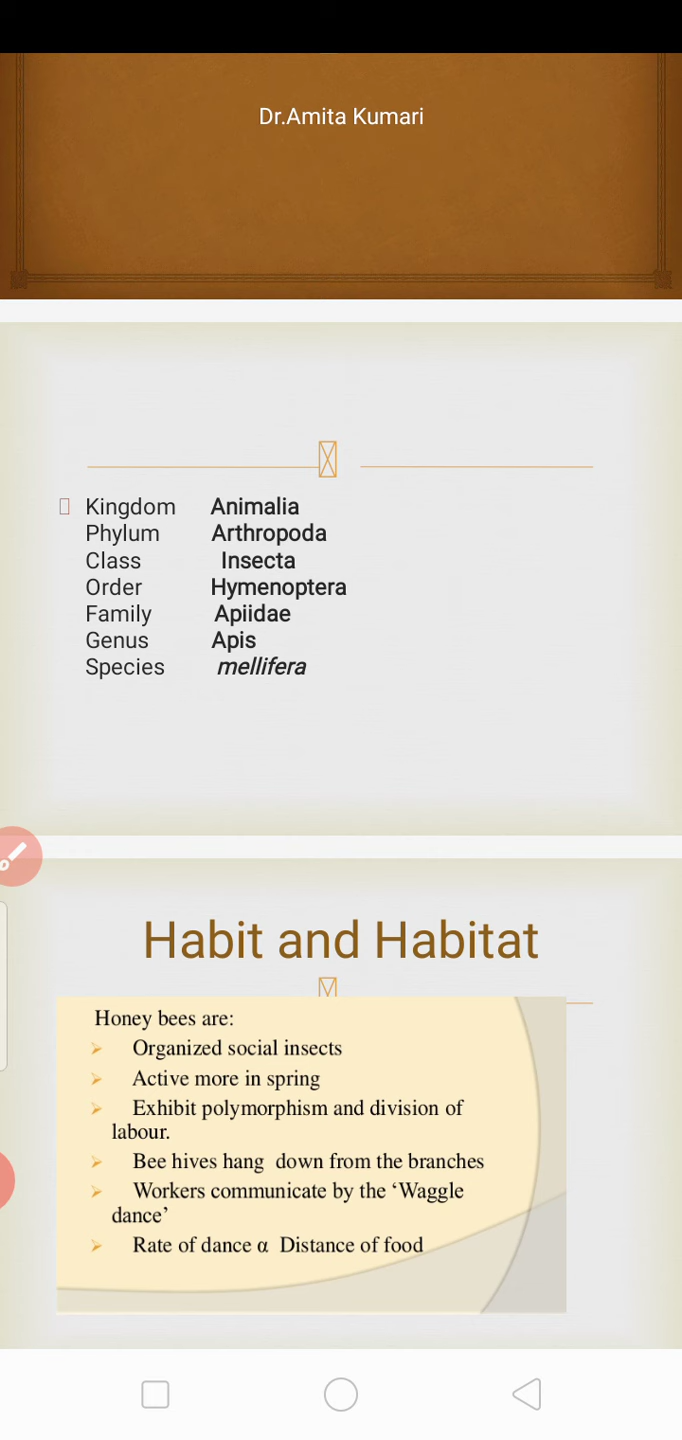 Dr.Amita Kumari
Kingdom Animalia
Phylum Arthropoda
Class Insecta
Order Hymenoptera
Family Apiidae
Genus Apis
Species mellifera
Habit and Habitat
Honey bees are:
➢ Organized social insects
➢ Active more in spring
➢ Exhibit polymorphism and division of
labour.
➢ Bee hives hang down from the branches
➢ Workers communicate by the ‘Waggle
dance’
➢ Rate of dance α Distance of food